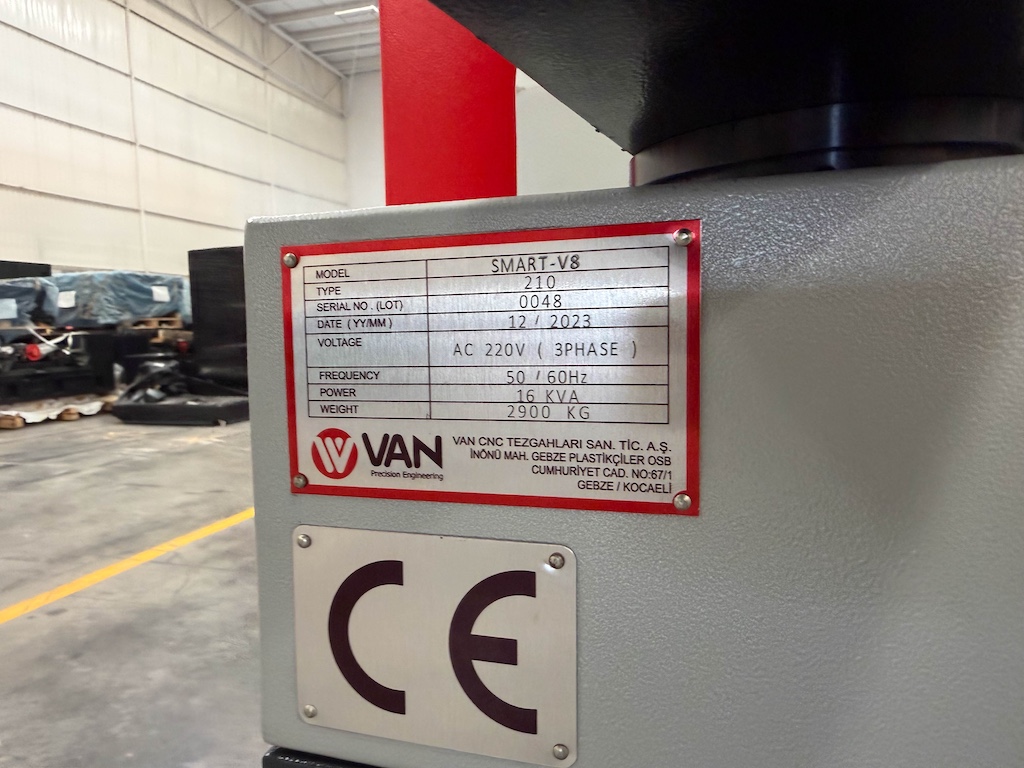 MODEL SMART-V8
TYPE 210
SERIAL NO . (LOT) 0048
DATE ( YY/MM ) 12 / 2023
VOLTAGE AC 220V ( 3PHASE )
FREQUENCY 50 / 60Hz
POWER 16 KVA
WEIGHT 2900 KG
VAN
Precision Engineering
VAN CNC TEZGAHLARI SAN. TİC. A.Ş.
İNÖNÜ MAH. GEBZE PLASTİKÇİLER OSB
CUMHURİYET CAD. NO:67/1
GEBZE / KOCAELİ
CE